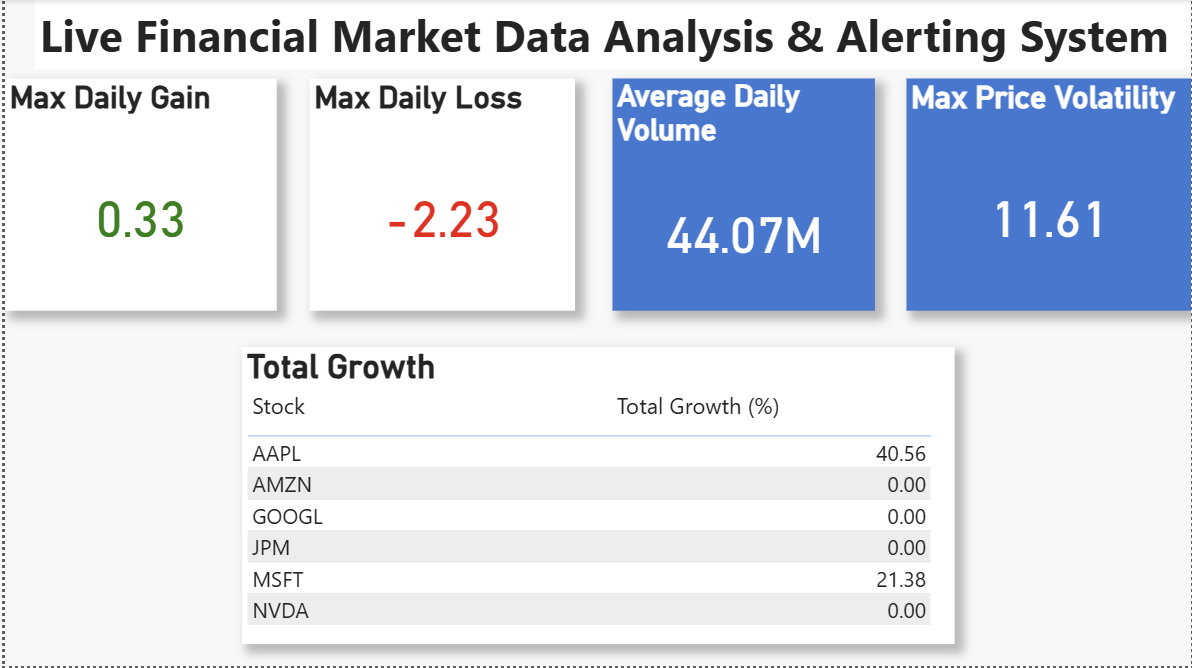 Live Financial Market Data Analysis & Alerting System
Max Daily Gain
0.33
Max Daily Loss
-2.23
Average Daily
Volume
44.07M
Max Price Volatility
11.61
Total Growth
Stock Total Growth (%)
AAPL 40.56
AMZN 0.00
GOOGL 0.00
JPM 0.00
MSFT 21.38
NVDA 0.00